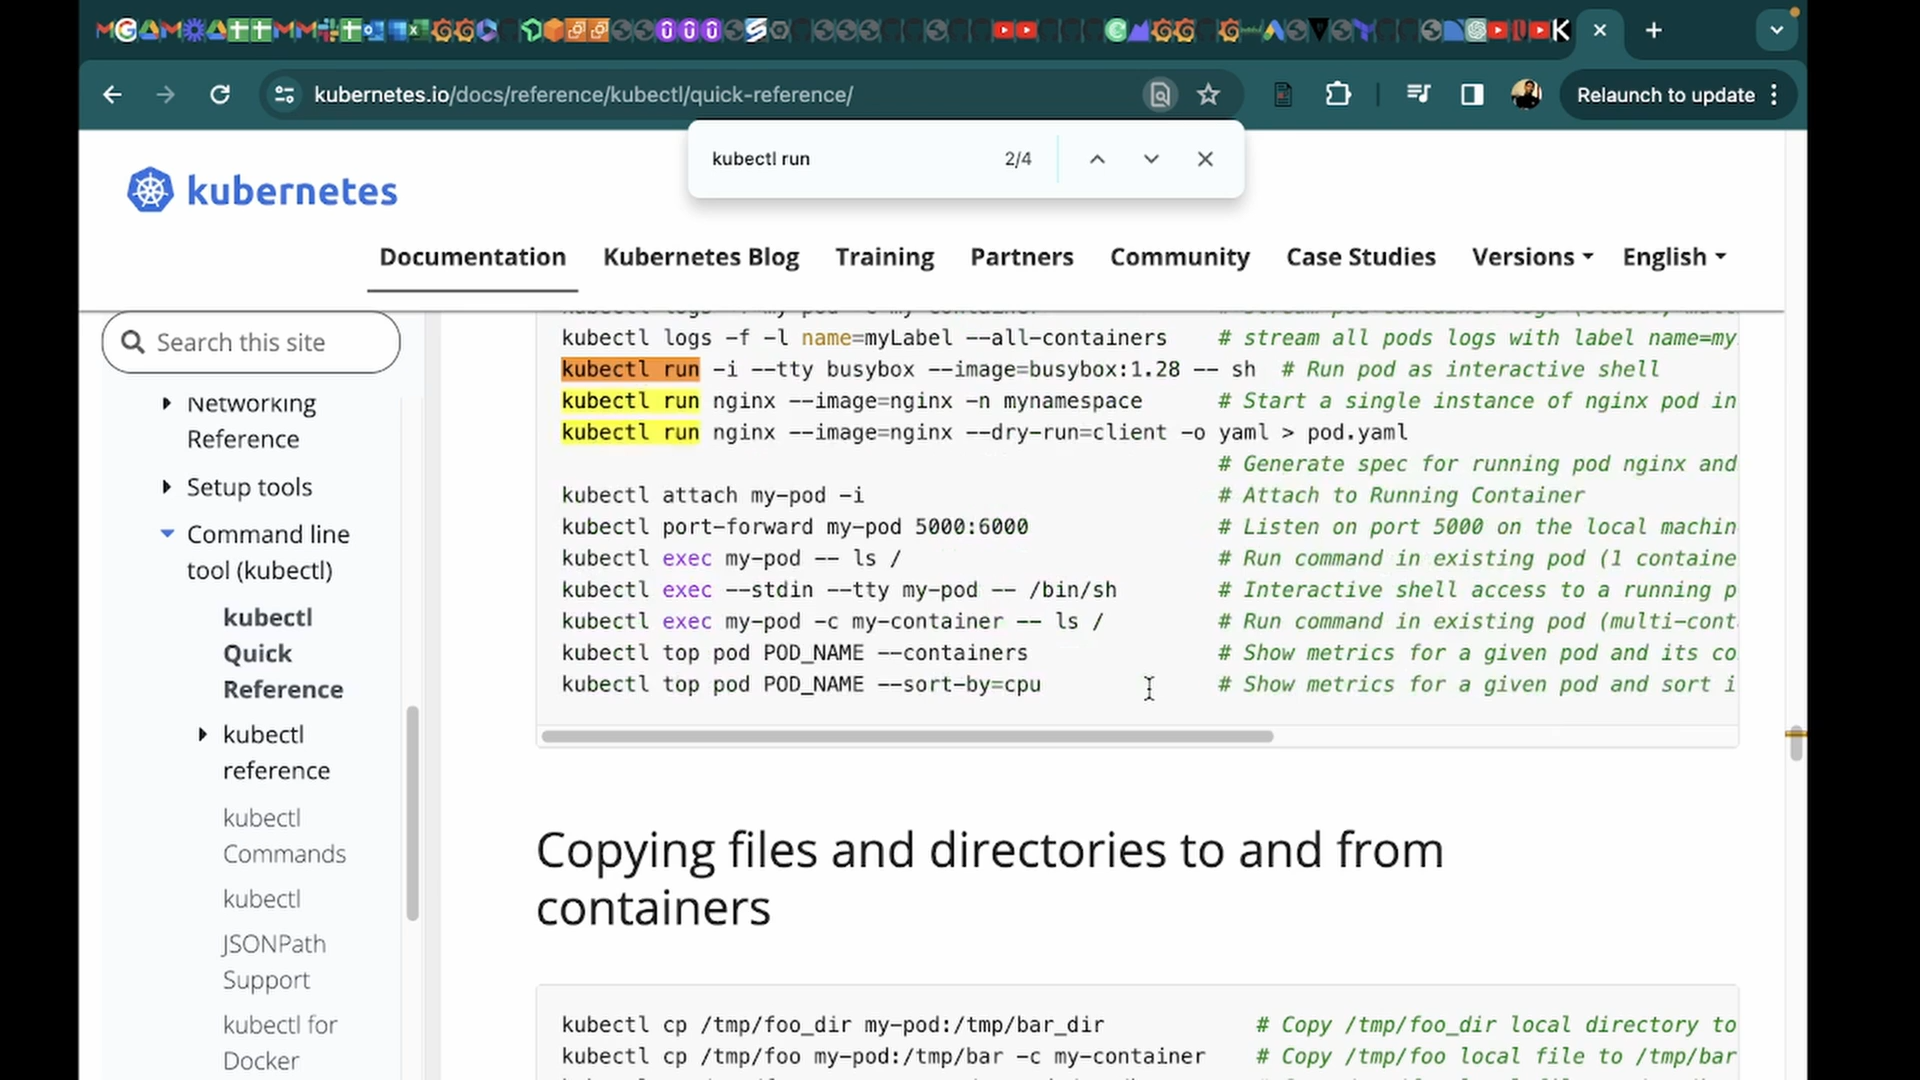 kubernetes.io/docs/reference/kubectl/quick-reference/
Relaunch to update
kubectl run 2/4
kubernetes
Documentation Kubernetes Blog Training Partners Community Case Studies Versions English
Search this site
Networking
Reference
Setup tools
Command line
tool (kubectl)
kubectl
Quick
Reference
kubectl
reference
kubectl
Commands
kubectl
JSONPath
Support
kubectl for
Docker
kubectl logs -f -l name=myLabel --all-containers # stream all pods logs with label name=my
kubectl run -i --tty busybox --image=busybox:1.28 -- sh # Run pod as interactive shell
kubectl run nginx --image=nginx -n mynamespace # Start a single instance of nginx pod in
kubectl run nginx --image=nginx --dry-run=client -o yaml > pod.yaml
# Generate spec for running pod nginx and
kubectl attach my-pod -i # Attach to Running Container
kubectl port-forward my-pod 5000:6000 # Listen on port 5000 on the local machin
kubectl exec my-pod -- ls / # Run command in existing pod (1 containe
kubectl exec --stdin --tty my-pod -- /bin/sh # Interactive shell access to a running p
kubectl exec my-pod -c my-container -- ls / # Run command in existing pod (multi-cont
kubectl top pod POD_NAME --containers # Show metrics for a given pod and its co
kubectl top pod POD_NAME --sort-by=cpu # Show metrics for a given pod and sort i
Copying files and directories to and from
containers
kubectl cp /tmp/foo_dir my-pod:/tmp/bar_dir # Copy /tmp/foo_dir local directory to
kubectl cp /tmp/foo my-pod:/tmp/bar -c my-container # Copy /tmp/foo local file to /tmp/bar